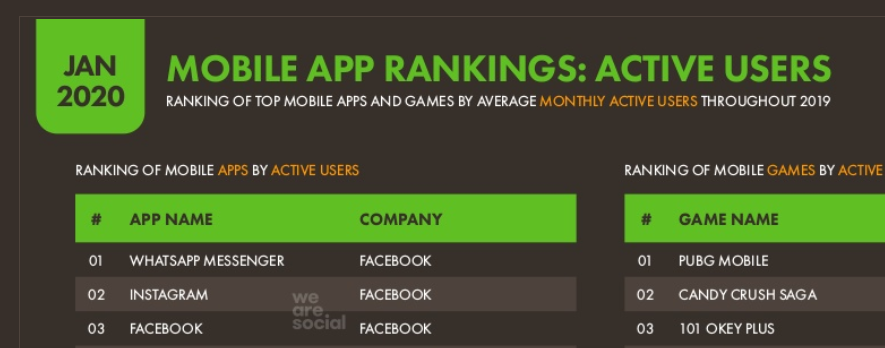 JAN
2020
MOBILE APP RANKINGS: ACTIVE USERS
RANKING OF TOP MOBILE APPS AND GAMES BY AVERAGE MONTHLY ACTIVE USERS THROUGHOUT 2019
RANKING OF MOBILE APPS BY ACTIVE USERS
# APP NAME COMPANY
01 WHATSAPP MESSENGER FACEBOOK
02 INSTAGRAM FACEBOOK
03 FACEBOOK FACEBOOK
we
are
social
RANKING OF MOBILE GAMES BY ACTIVE
# GAME NAME
01 PUBG MOBILE
02 CANDY CRUSH SAGA
03 101 OKEY PLUS